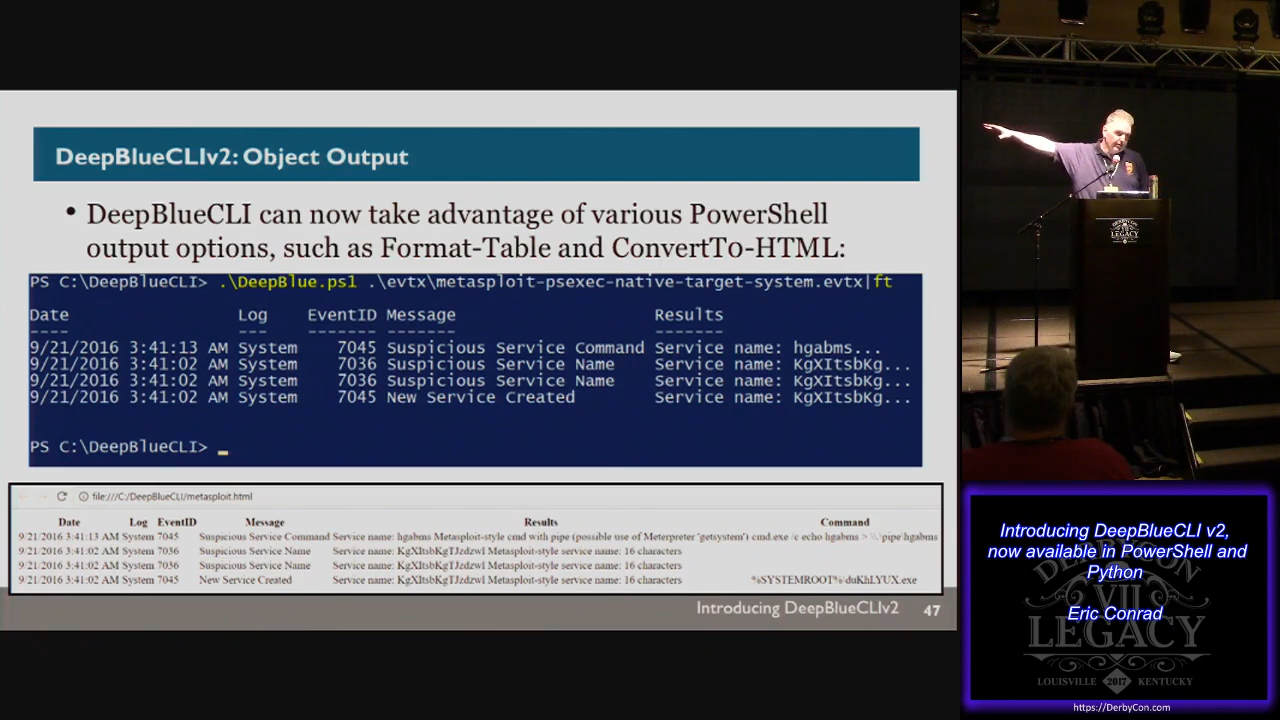 DeepBlueCLIv2: Object Output
• DeepBlueCLI can now take advantage of various PowerShell
output options, such as Format-Table and ConvertTo-HTML:
PS C:\DeepBlueCLI> .\DeepBlue.ps1 .\evtx\metasploit-psexec-native-target-system.evtx|ft
Date Log EventID Message Results
---- --- ------- ------- -------
9/21/2016 3:41:13 AM System 7045 Suspicious Service Command Service name: hgabms...
9/21/2016 3:41:02 AM System 7036 Suspicious Service Name Service name: KgXItsbKg...
9/21/2016 3:41:02 AM System 7036 Suspicious Service Name Service name: KgXItsbKg...
9/21/2016 3:41:02 AM System 7045 New Service Created Service name: KgXItsbKg...
PS C:\DeepBlueCLI> _
file:///C:/DeepBlueCLI/metasploit.html
Date Log EventID Message Results Command
9/21/2016 3:41:13 AM System 7045 Suspicious Service Command Service name: hgabms Metasploit-style cmd with pipe (possible use of Meterpreter 'getsystem') cmd.exe /c echo hgabms > \\.\pipe\hgabms
9/21/2016 3:41:02 AM System 7036 Suspicious Service Name Service name: KgXItsbKgTJzdzwl Metasploit-style service name: 16 characters
9/21/2016 3:41:02 AM System 7036 Suspicious Service Name Service name: KgXItsbKgTJzdzwl Metasploit-style service name: 16 characters
9/21/2016 3:41:02 AM System 7045 New Service Created Service name: KgXItsbKgTJzdzwl Metasploit-style service name: 16 characters %SYSTEMROOT%\duKhLYUX.exe
Introducing DeepBlueCLIv2 47
LEGACY
Introducing DeepBlueCLI v2,
now available in PowerShell and
Python
Eric Conrad
DERBYCON
VII
LEGACY
LOUISVILLE 2017 KENTUCKY
https://DerbyCon.com